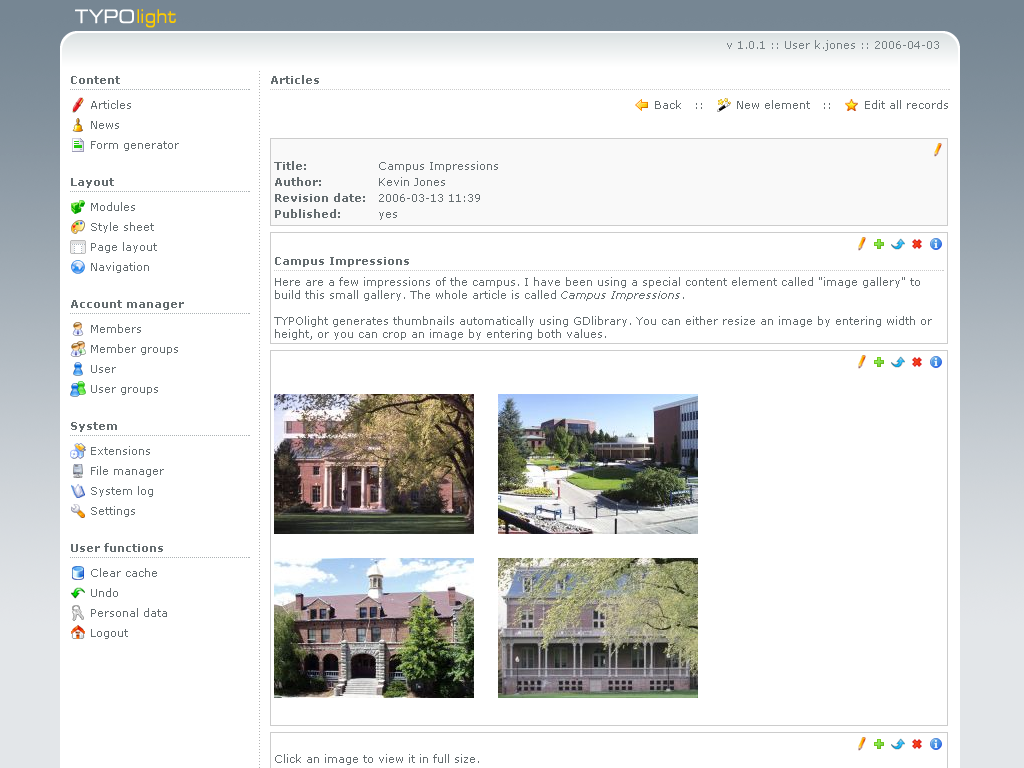 TYPOlight
v 1.0.1 :: User k.jones :: 2006-04-03
Content
Articles
News
Form generator
Layout
Modules
Style sheet
Page layout
Navigation
Account manager
Members
Member groups
User
User groups
System
Extensions
File manager
System log
Settings
User functions
Clear cache
Undo
Personal data
Logout
Articles
Back :: New element :: Edit all records
Title: Campus Impressions
Author: Kevin Jones
Revision date: 2006-03-13 11:39
Published: yes
Campus Impressions
Here are a few impressions of the campus. I have been using a special content element called "image gallery" to
build this small gallery. The whole article is called Campus Impressions.
TYPOlight generates thumbnails automatically using GDlibrary. You can either resize an image by entering width or
height, or you can crop an image by entering both values.
Click an image to view it in full size.